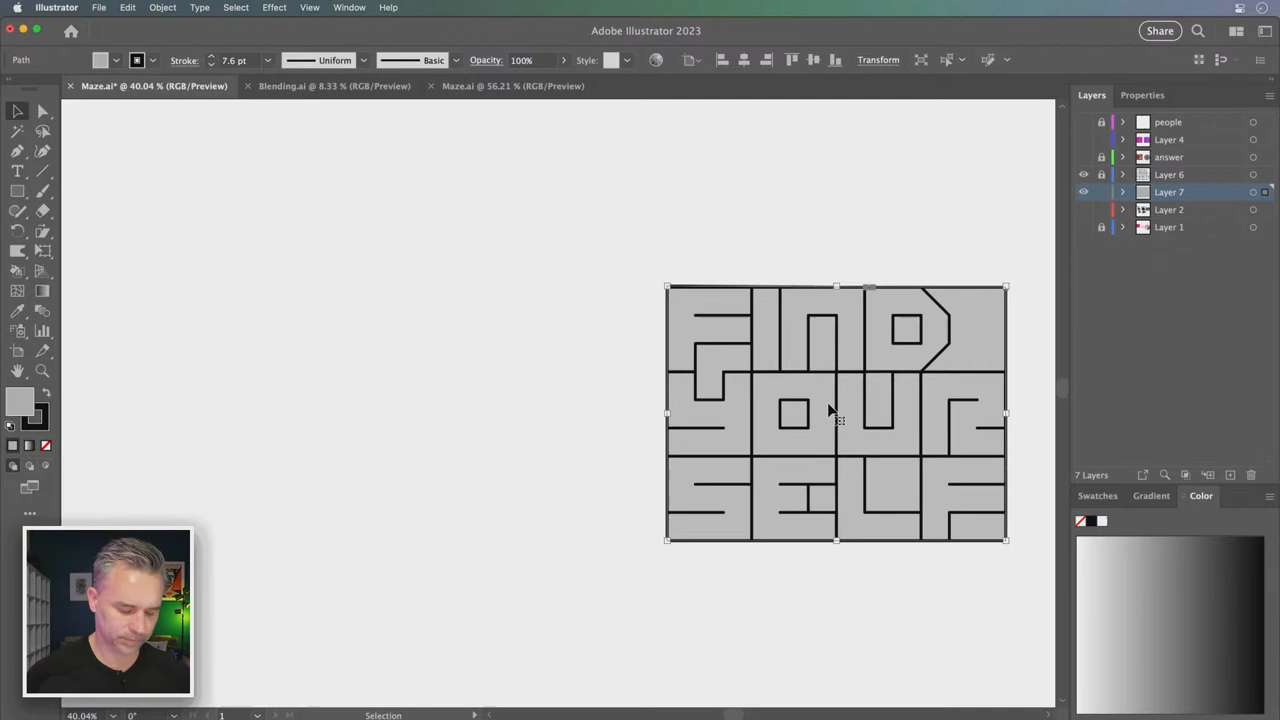 Illustrator File Edit Object Type Select Effect View Window Help
Adobe Illustrator 2023
Share
Path
Stroke: 7.6 pt Uniform Basic Opacity: 100% Style: Transform
Maze.ai* @ 40.04 % (RGB/Preview) Blending.ai @ 8.33 % (RGB/Preview) Maze.ai @ 56.21 % (RGB/Preview)
Layers Properties
people
Layer 4
answer
Layer 6
Layer 7
Layer 2
Layer 1
FIND
YOUR
SELF
7 Layers
Swatches Gradient Color
40.04% 0° 1 Selection